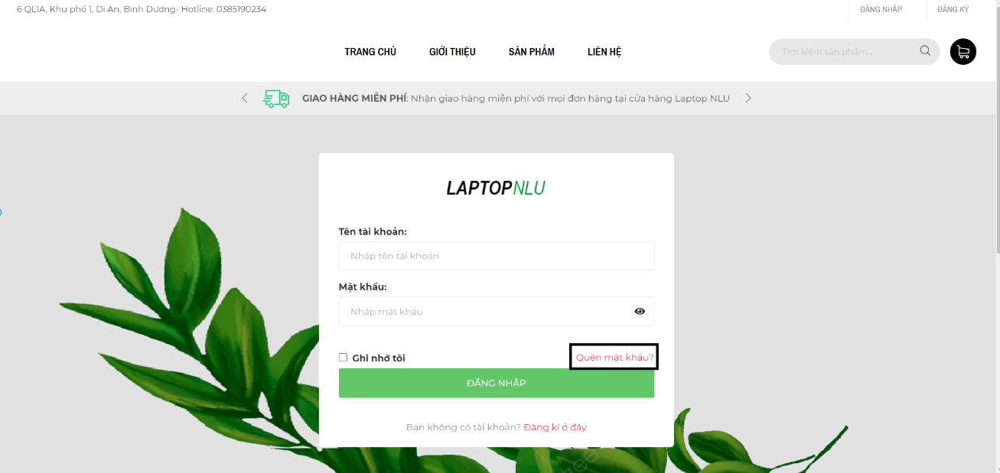 6 QL1A, Khu phố 1, Dĩ An, Bình Dương- Hotline: 0385190234
ĐĂNG NHẬP
ĐĂNG KÝ
TRANG CHỦ
GIỚI THIỆU
SẢN PHẨM
LIÊN HỆ
Tìm kiếm sản phẩm...
GIAO HÀNG MIỄN PHÍ: Nhận giao hàng miễn phí với mọi đơn hàng tại cửa hàng Laptop NLU
LAPTOPNLU
Tên tài khoản:
Nhập tên tài khoản
Mật khẩu:
Nhập mật khẩu
Ghi nhớ tôi
Quên mật khẩu?
ĐĂNG NHẬP
Bạn không có tài khoản? Đăng kí ở đây